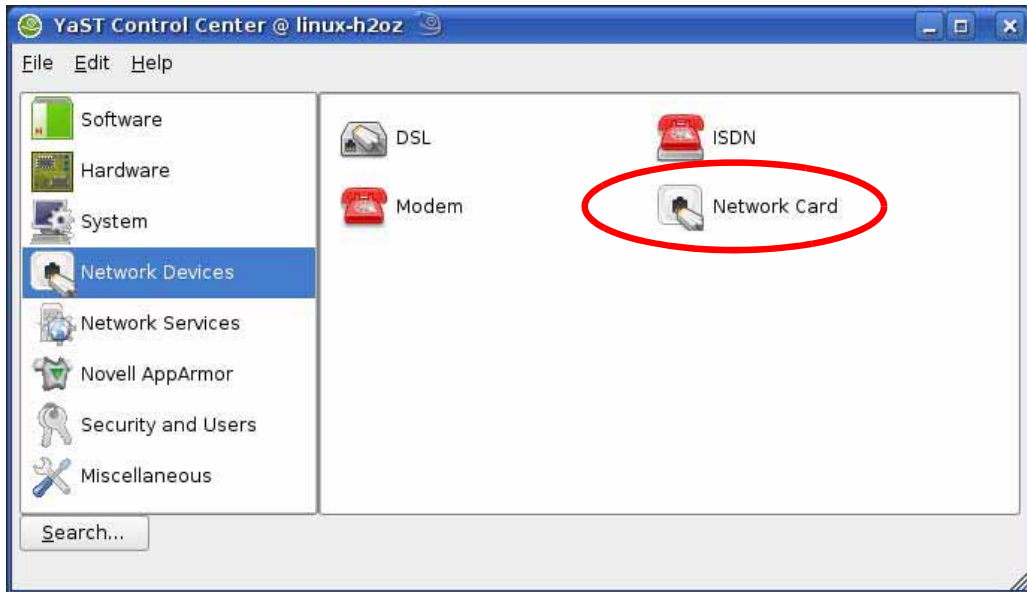 YaST Control Center @ linux-h2oz
File Edit Help
Software
Hardware
System
Network Devices
Network Services
Novell AppArmor
Security and Users
Miscellaneous
DSL
ISDN
Modem
Network Card
Search...